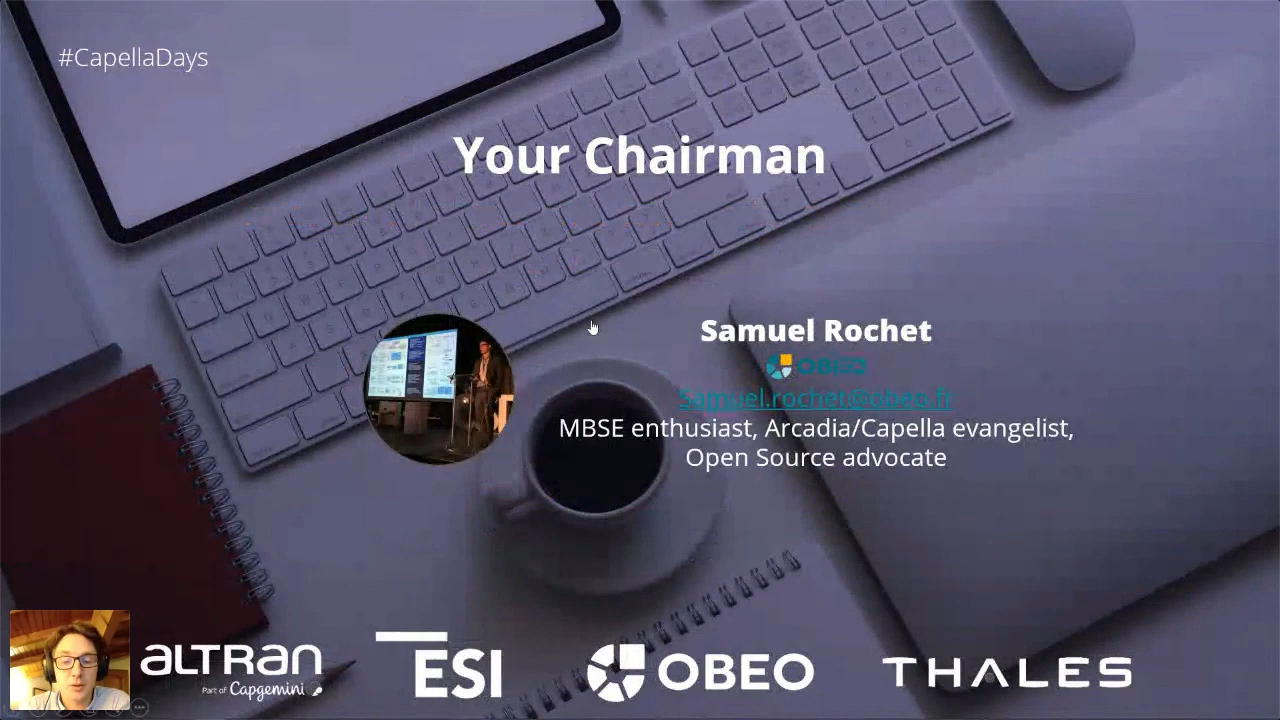 #CapellaDays
Your Chairman
Samuel Rochet
OBEO
Samuel.rochet@obeo.fr
MBSE enthusiast, Arcadia/Capella evangelist,
Open Source advocate
ALTRAN
Part of Capgemini
ESI
OBEO
THALES